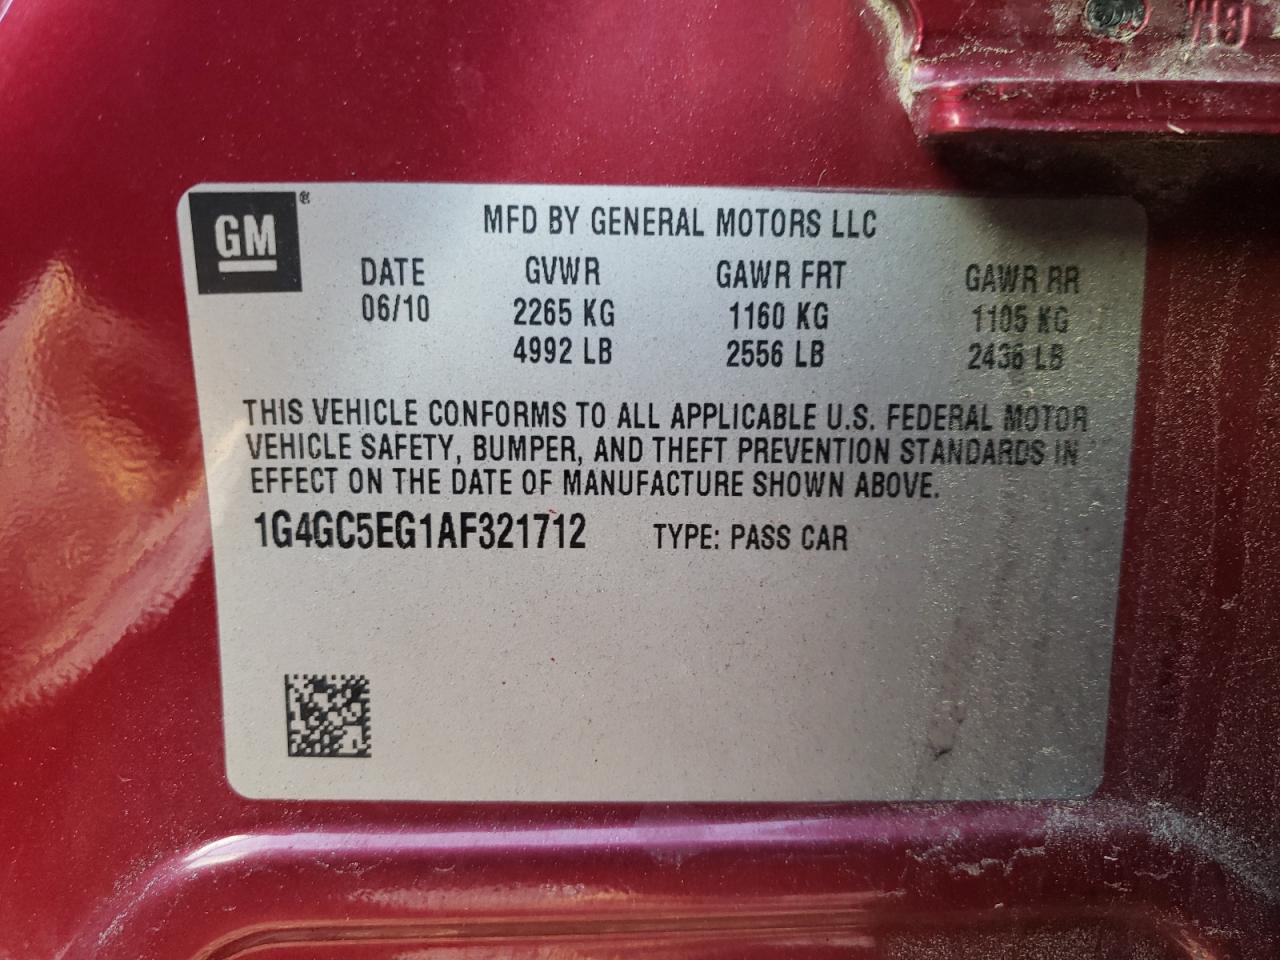 GM®
MFD BY GENERAL MOTORS LLC
DATE GVWR GAWR FRT GAWR RR
06/10 2265 KG 1160 KG 1105 KG
4992 LB 2556 LB 2436 LB
THIS VEHICLE CONFORMS TO ALL APPLICABLE U.S. FEDERAL MOTOR
VEHICLE SAFETY, BUMPER, AND THEFT PREVENTION STANDARDS IN
EFFECT ON THE DATE OF MANUFACTURE SHOWN ABOVE.
1G4GC5EG1AF321712 TYPE: PASS CAR